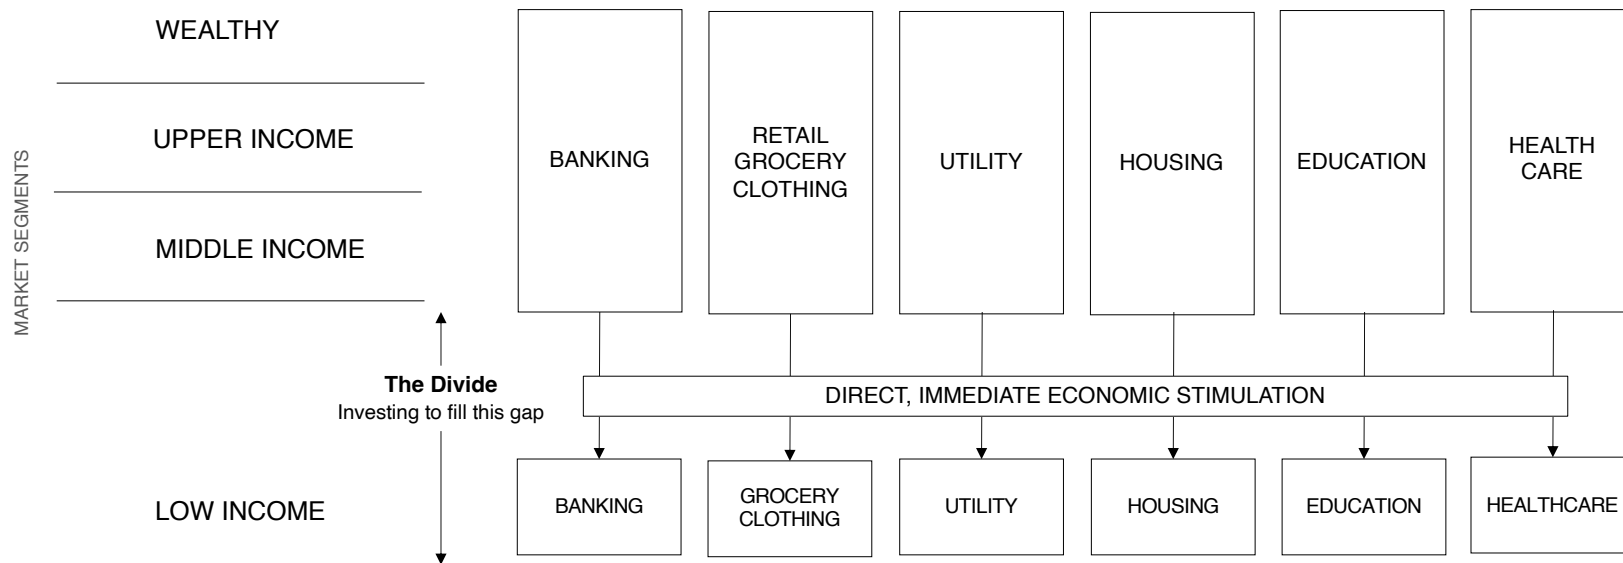 MARKET SEGMENTS
WEALTHY
UPPER INCOME
MIDDLE INCOME
LOW INCOME
The Divide
Investing to fill this gap
BANKING
RETAIL
GROCERY
CLOTHING
UTILITY
HOUSING
EDUCATION
HEALTH
CARE
DIRECT, IMMEDIATE ECONOMIC STIMULATION
BANKING
GROCERY
CLOTHING
UTILITY
HOUSING
EDUCATION
HEALTHCARE